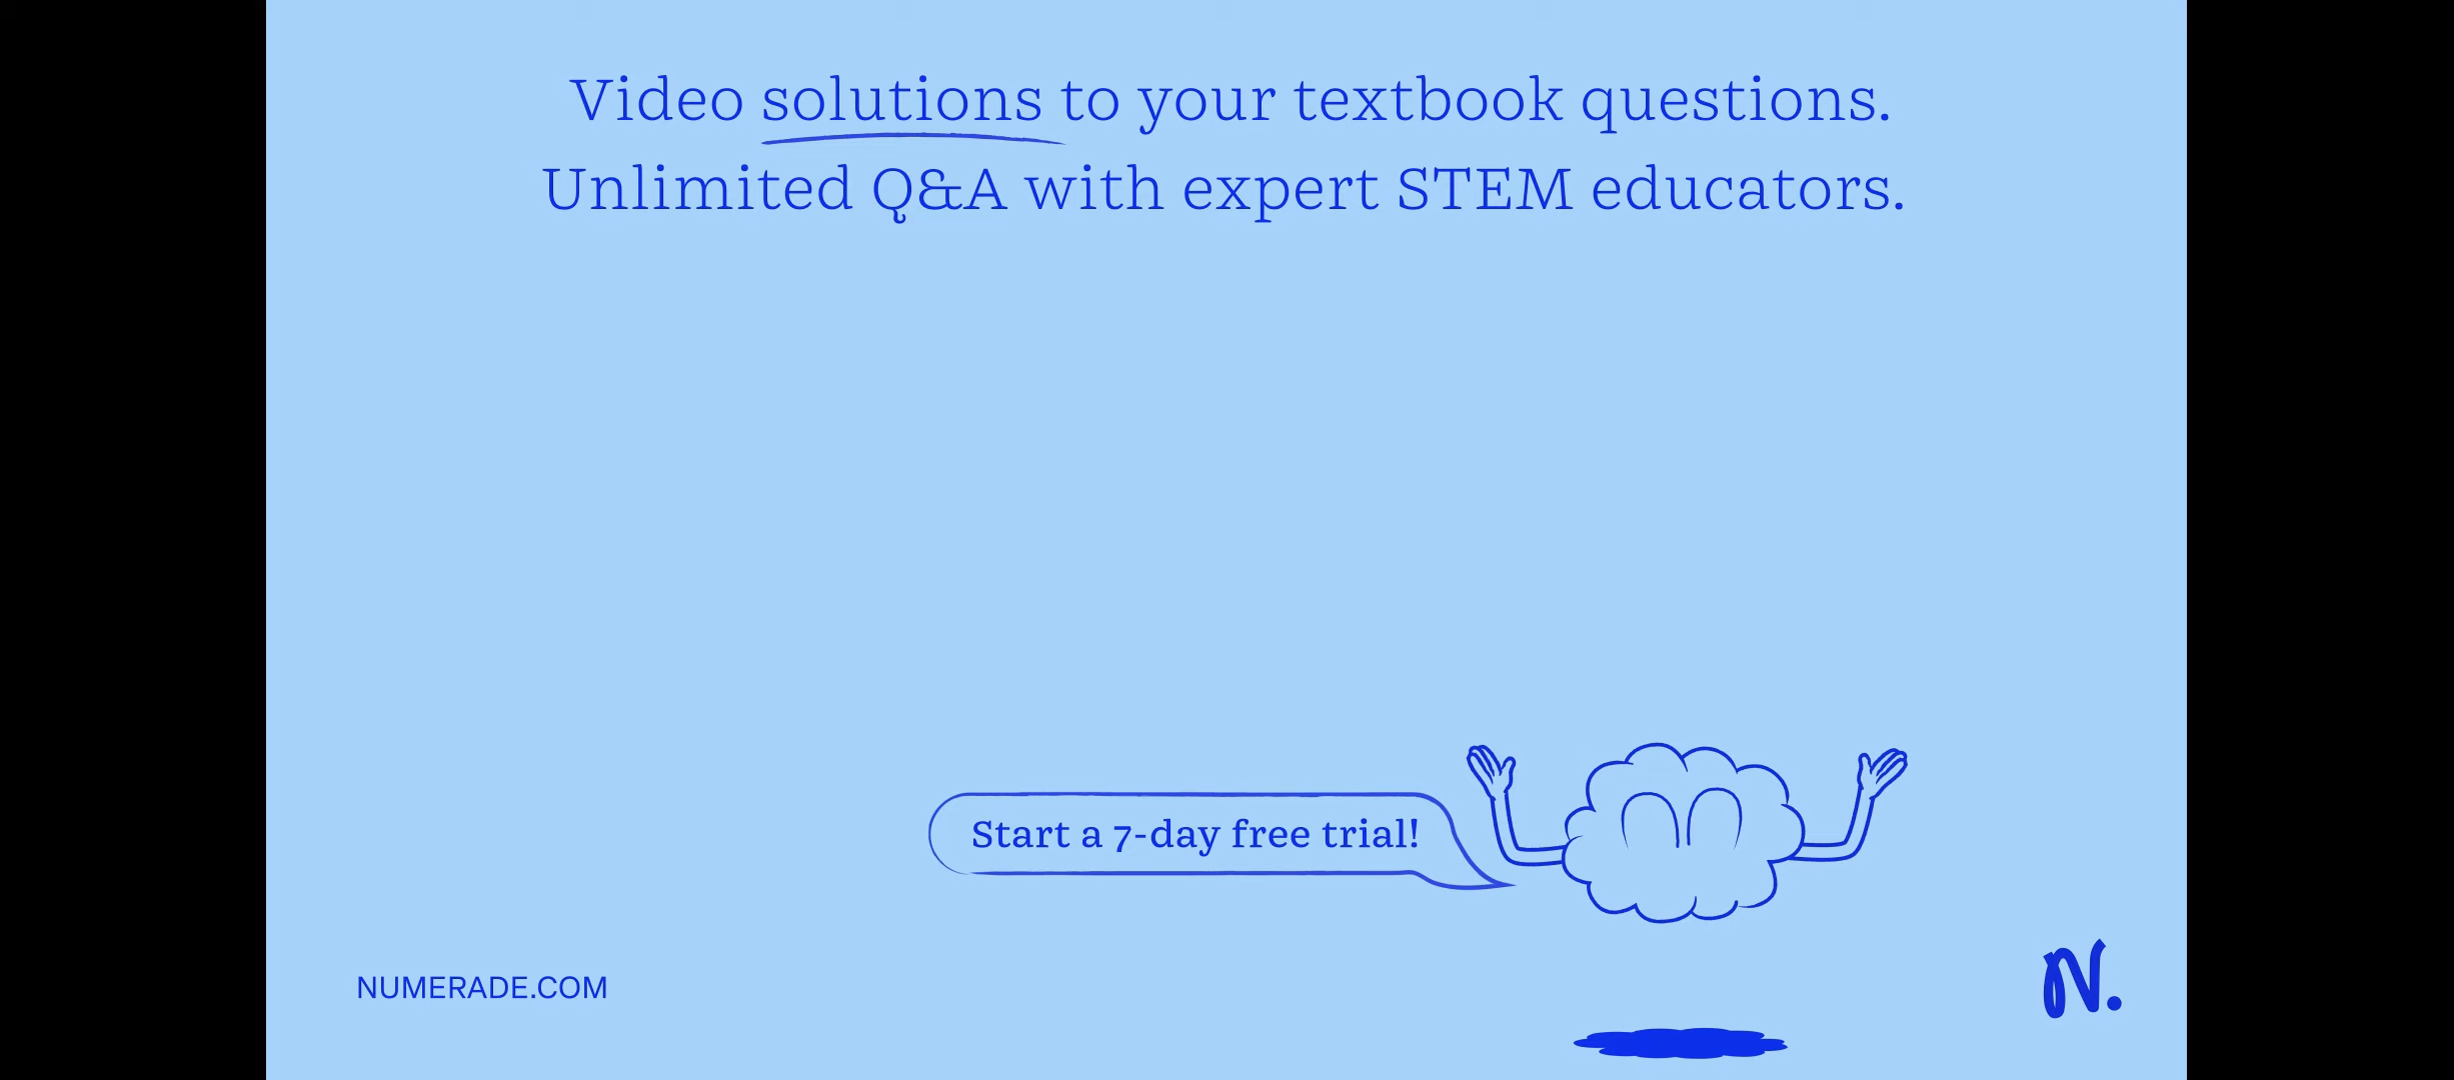 Video solutions to your textbook questions.
Unlimited Q&A with expert STEM educators.
Start a 7-day free trial!
NUMERADE.COM
N.